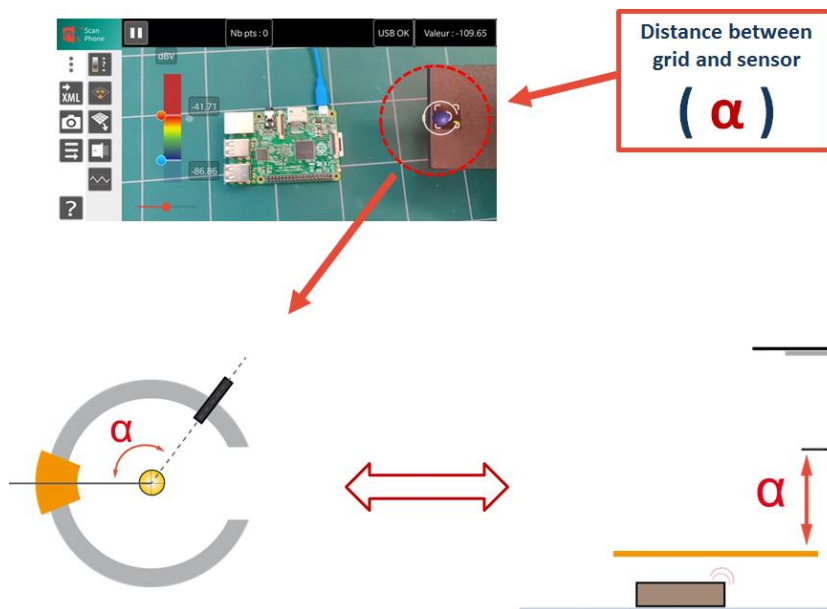 Scan
Phone
Nb pts : 0
USB OK
Valeur : -109.65
dBV
XML
-41.71
-86.86
?
Distance between
grid and sensor
( α )
α
α